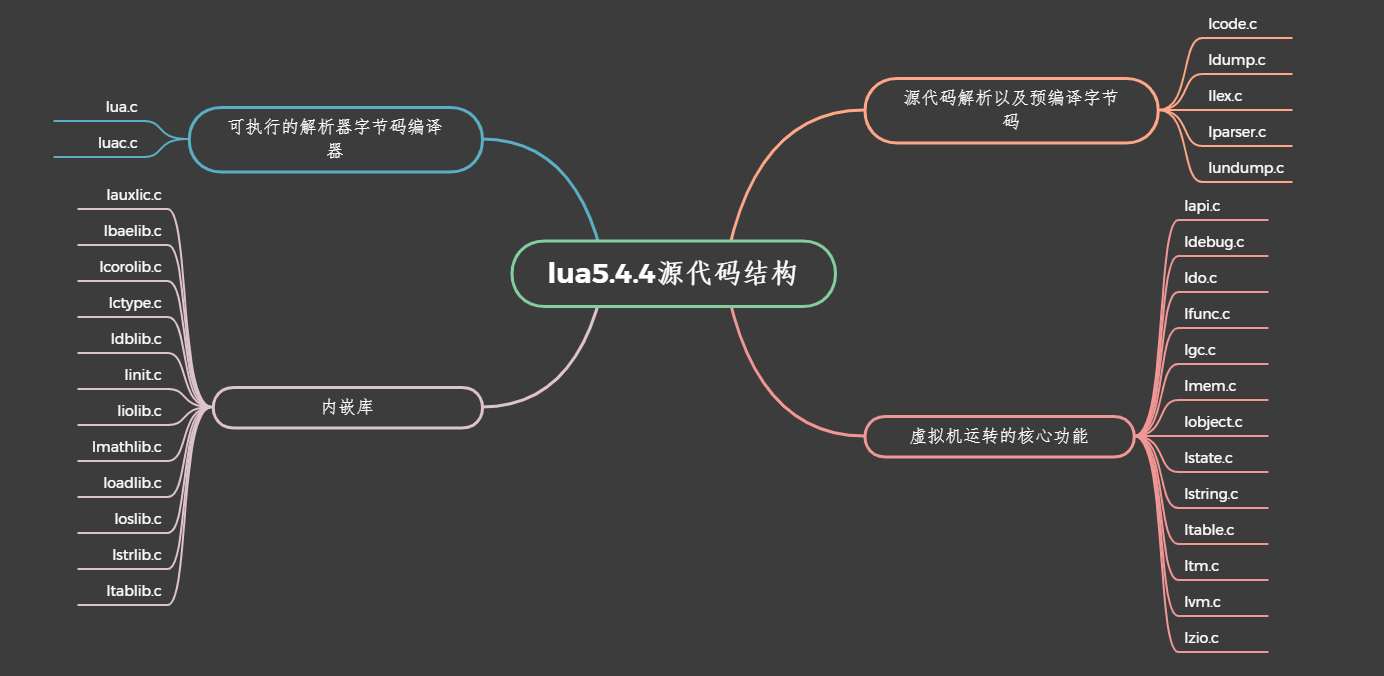 lua5.4.4源代码结构
可执行的解析器字节码编译
器
lua.c
luac.c
内嵌库
lauxlic.c
lbaelib.c
lcorolib.c
lctype.c
ldblib.c
linit.c
liolib.c
lmathlib.c
loadlib.c
loslib.c
lstrlib.c
ltablib.c
源代码解析以及预编译字节
码
lcode.c
ldump.c
llex.c
lparser.c
lundump.c
虚拟机运转的核心功能
lapi.c
ldebug.c
ldo.c
lfunc.c
lgc.c
lmem.c
lobject.c
lstate.c
lstring.c
ltable.c
ltm.c
lvm.c
lzio.c